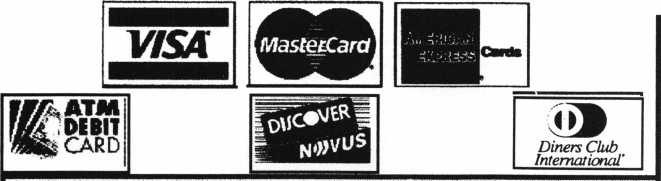 VISA
MasterCard
AMERICAN
EXPRESS
Cards
ATM
DEBIT
CARD
DISCOVER
NOVUS
Diners Club
International